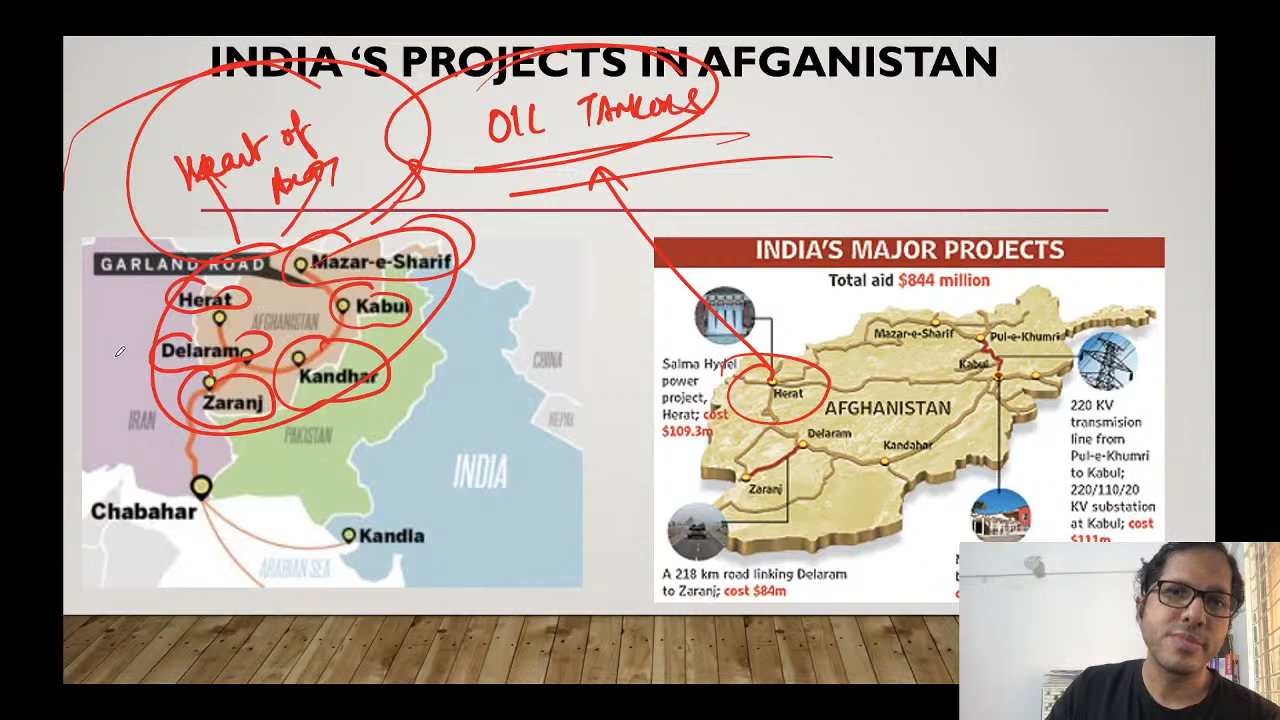 INDIA 'S PROJECTS IN AFGANISTAN
OIL TANKORS
Heart of
GARLAND ROAD
Mazar-e-Sharif
Herat
Kabul
AFGHANISTAN
Delaram
Kandhar
Zaranj
IRAN
PAKISTAN
CHINA
NEPAL
INDIA
Chabahar
Kandla
ARABIAN SEA
INDIA'S MAJOR PROJECTS
Total aid $844 million
Mazar-e-Sharif
Pul-e-Khumri
Kabul
Salma Hydel
power
project,
Herat; cost
$109.3m
Herat
AFGHANISTAN
Delaram
Kandahar
Zaranj
220 KV
transmision
line from
Pul-e-Khumri
to Kabul;
220/110/20
KV substation
at Kabul; cost
$111m
A 218 km road linking Delaram
to Zaranj; cost $84m